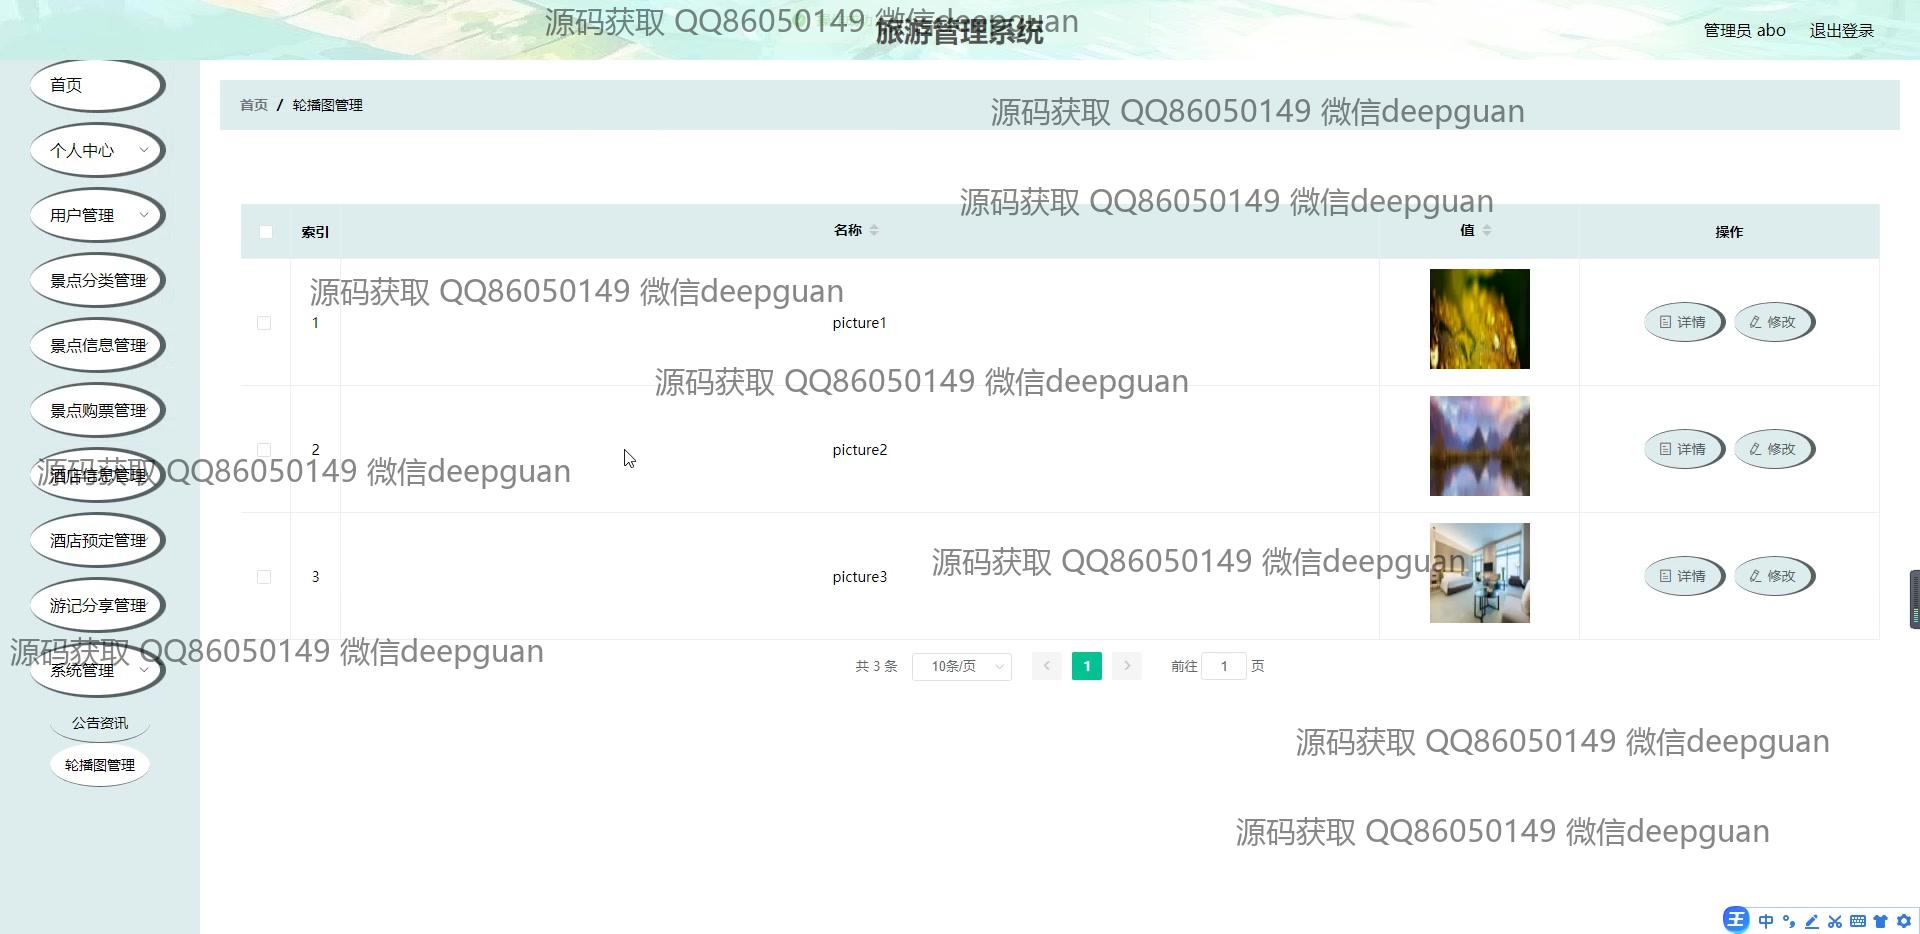 源码获取 QQ86050149 微信deepguan
旅游管理系统
管理员 abo
退出登录
首页
个人中心
用户管理
景点分类管理
景点信息管理
景点购票管理
酒店信息管理
酒店预定管理
游记分享管理
系统管理
公告资讯
轮播图管理
首页 / 轮播图管理
源码获取 QQ86050149 微信deepguan
源码获取 QQ86050149 微信deepguan
索引 名称 值 操作
源码获取 QQ86050149 微信deepguan
1 picture1 详情 修改
源码获取 QQ86050149 微信deepguan
2 picture2 详情 修改
源码获取 QQ86050149 微信deepguan
源码获取 QQ86050149 微信deepguan
3 picture3 详情 修改
源码获取 QQ86050149 微信deepguan
共 3 条 10条/页 1 前往 1 页
源码获取 QQ86050149 微信deepguan
源码获取 QQ86050149 微信deepguan
王 中